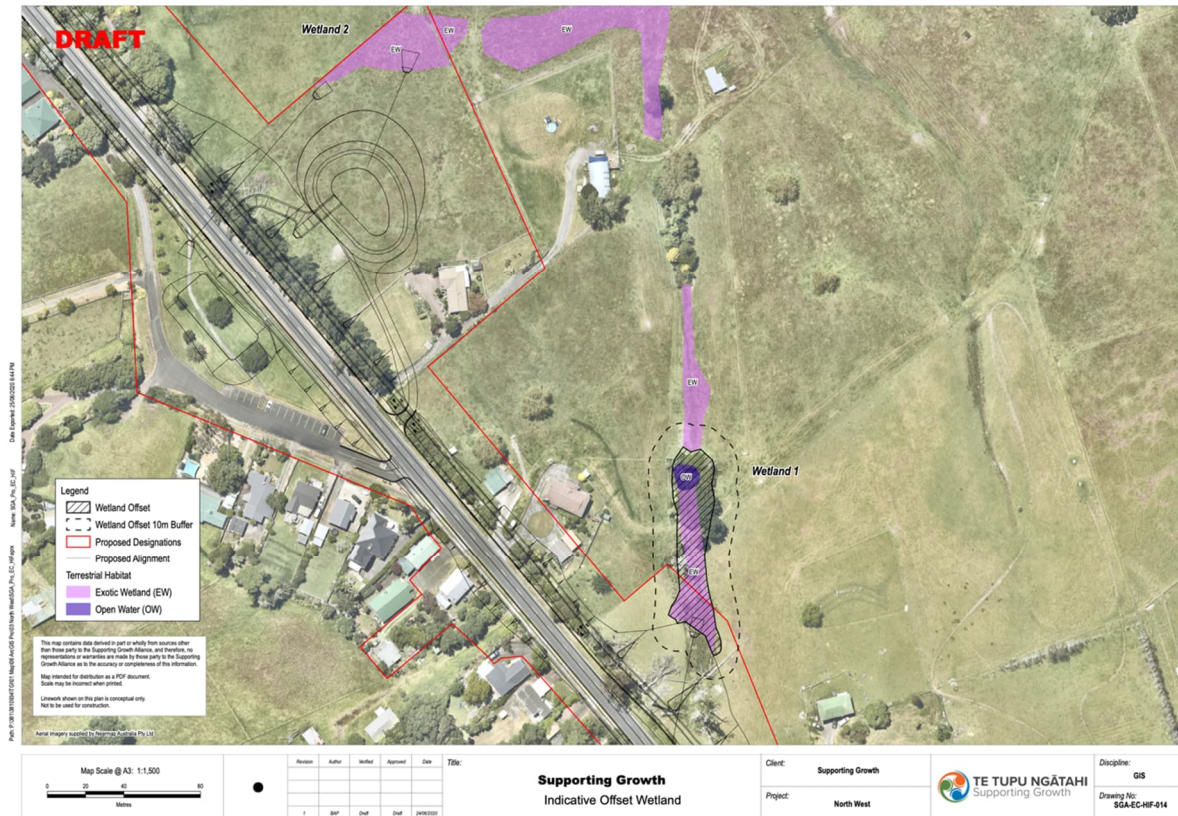 DRAFT
Wetland 2
EW
EW
EW
EW
Wetland 1
OW
EW
Legend
Wetland Offset
Wetland Offset 10m Buffer
Proposed Designations
Proposed Alignment
Terrestrial Habitat
Exotic Wetland (EW)
Open Water (OW)
This map contains data derived in part or wholly from sources other
than those party to the Supporting Growth Alliance, and therefore, no
representations or warranties are made by those party to the Supporting
Growth Alliance as to the accuracy or completeness of this information.
Map intended for distribution as a PDF document.
Scale may be incorrect when printed.
Linework shown on this plan is conceptual only.
Not to be used for construction.
Aerial imagery supplied by Nearmap Australia Pty Ltd
Map Scale @ A3: 1:1,500
0 20 40 60 80
Metres
Revision Author Verified Approved Date
1 BAP Draft Draft 24/06/2020
Title:
Supporting Growth
Indicative Offset Wetland
Client:
Supporting Growth
Project:
North West
TE TUPU NGĀTAHI
Supporting Growth
Discipline:
GIS
Drawing No:
SGA-EC-HIF-014